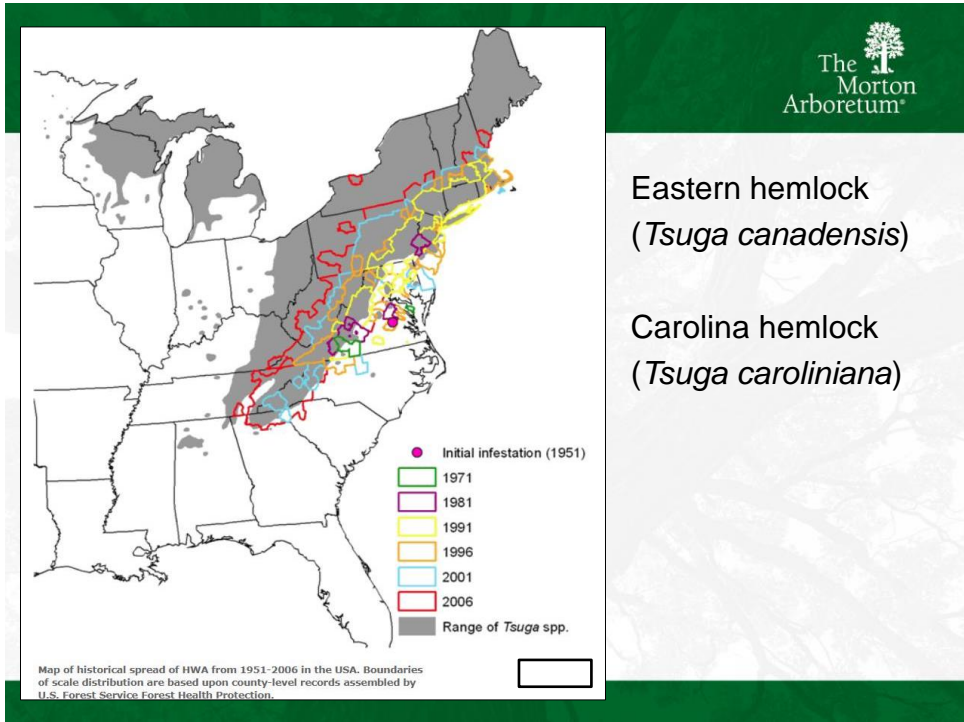 The
Morton
Arboretum®
Eastern hemlock
(Tsuga canadensis)
Carolina hemlock
(Tsuga caroliniana)
Initial infestation (1951)
1971
1981
1991
1996
2001
2006
Range of Tsuga spp.
Map of historical spread of HWA from 1951-2006 in the USA. Boundaries
of scale distribution are based upon county-level records assembled by
U.S. Forest Service Forest Health Protection.